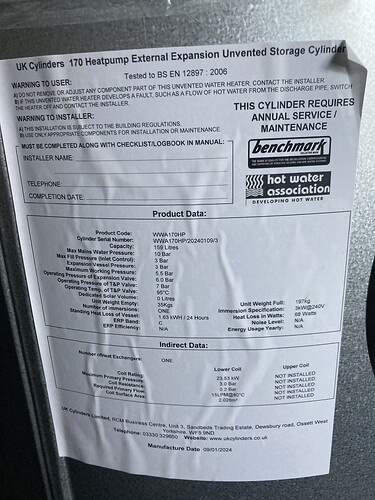 UK Cylinders 170 Heatpump External Expansion Unvented Storage Cylinder
Tested to BS EN 12897 : 2006
WARNING TO USER:
A) DO NOT REMOVE OR ADJUST ANY COMPONENT PART OF THIS UNVENTED WATER HEATER; CONTACT THE INSTALLER.
B) IF THIS UNVENTED WATER HEATER DEVELOPS A FAULT, SUCH AS A FLOW OF HOT WATER FROM THE DISCHARGE PIPE, SWITCH
THE HEATER OFF AND CONTACT THE INSTALLER.
WARNING TO INSTALLER:
A) THIS INSTALLATION IS SUBJECT TO THE BUILDING REGULATIONS.
B) USE ONLY APPROPRIATE COMPONENTS FOR INSTALLATION OR MAINTENANCE.
MUST BE COMPLETED ALONG WITH CHECKLIST/LOGBOOK IN MANUAL:
INSTALLER NAME:
TELEPHONE:
COMPLETION DATE:
THIS CYLINDER REQUIRES
ANNUAL SERVICE /
MAINTENANCE
benchmark
hot water
association
DEVELOPING HOT WATER
Product Data:
Product Code: WWA170HP
Cylinder Serial Number: WWA170HP/20240109/3
Capacity: 159 Litres
Max Mains Water Pressure: 10 Bar
Max Fill Pressure (Inlet Control): 3 Bar
Expansion Vessel Pressure: 3 Bar
Maximum Working Pressure: 5.5 Bar
Operating Pressure of Expansion Valve: 6.0 Bar
Operating Pressure of T&P Valve: 7 Bar
Operating Temp. of T&P Valve: 95°C
Dedicated Solar Volume: 0 Litres
Unit Weight Empty: 35Kgs Unit Weight Full: 197kg
Number of Immersions: ONE Immersion Specification: 3kW@240V
Standing Heat Loss of Vessel: 1.63 kWH / 24 Hours Heat Loss in Watts: 68 Watts
ERP Band: C Noise Level: N/A
ERP Efficiency: N/A Energy Usage Yearly: N/A
Indirect Data:
Number of Heat Exchangers: ONE
Lower Coil Upper Coil
Coil Rating: 23.53 kW NOT INSTALLED
Maximum Primary Pressure: 3.0 Bar NOT INSTALLED
Coil Resistance: 0.2 Bar NOT INSTALLED
Required Primary Flow: 15LPM@80°C NOT INSTALLED
Coil Surface Area: 2.026m² NOT INSTALLED
UK Cylinders Limited, RCM Business Centre, Unit 3, Sandbeds Trading Estate, Dewsbury road, Ossett West
Yorkshire, WF5 9ND
Telephone: 03330 329650 Website: www.ukcylinders.co.uk
Manufacture Date 09/01/2024